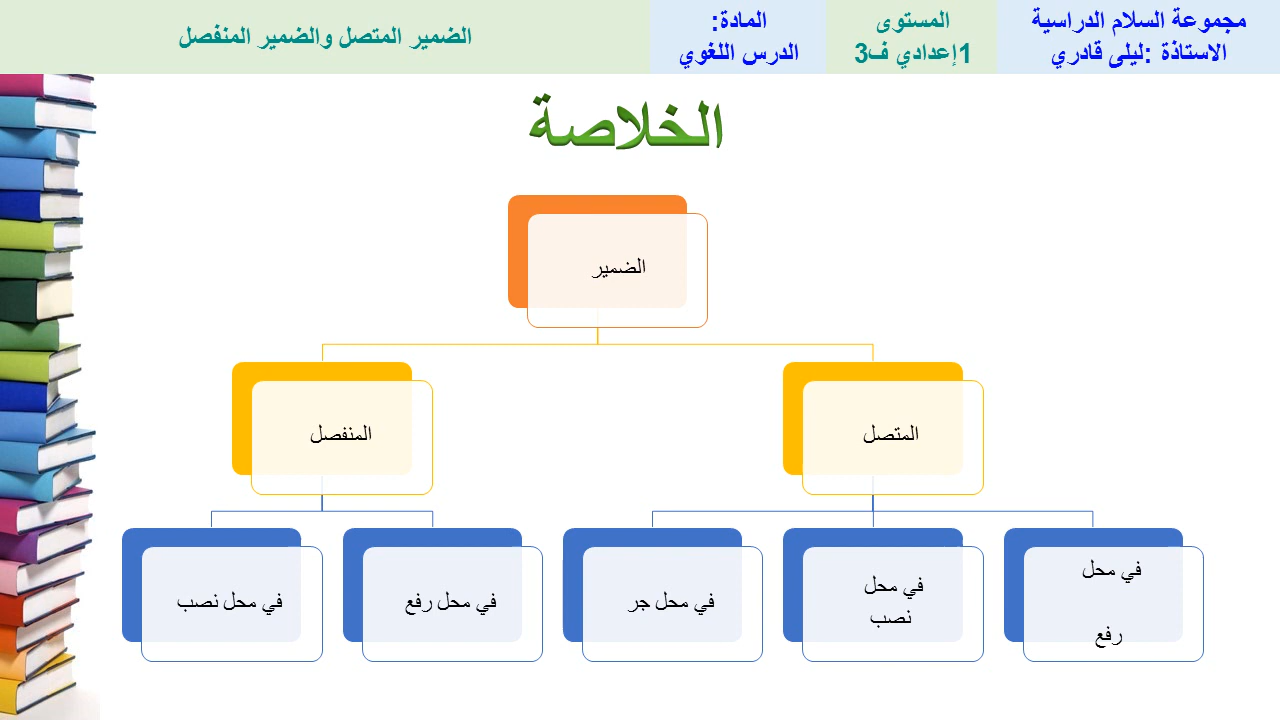 مجموعة السلام الدراسية
الاستاذة :ليلى قادري
المستوى
1إعدادي ف3
المادة:
الدرس اللغوي
الضمير المتصل والضمير المنفصل
الخلاصة
الضمير
المتصل
المنفصل
في محل
رفع
في محل
نصب
في محل جر
في محل رفع
في محل نصب